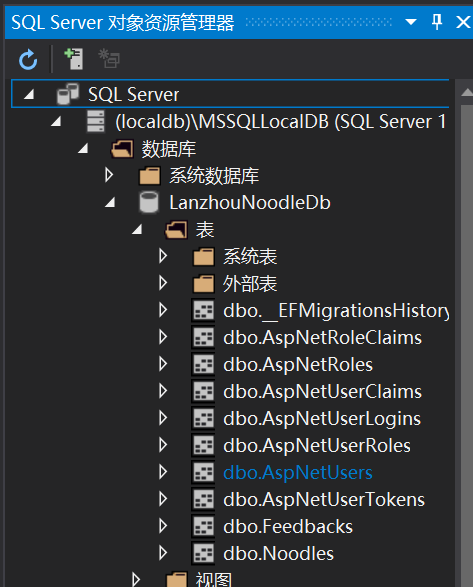 SQL Server 对象资源管理器
SQL Server
(localdb)\MSSQLLocalDB (SQL Server 1
数据库
系统数据库
LanzhouNoodleDb
表
系统表
外部表
dbo.__EFMigrationsHistory
dbo.AspNetRoleClaims
dbo.AspNetRoles
dbo.AspNetUserClaims
dbo.AspNetUserLogins
dbo.AspNetUserRoles
dbo.AspNetUsers
dbo.AspNetUserTokens
dbo.Feedbacks
dbo.Noodles
视图